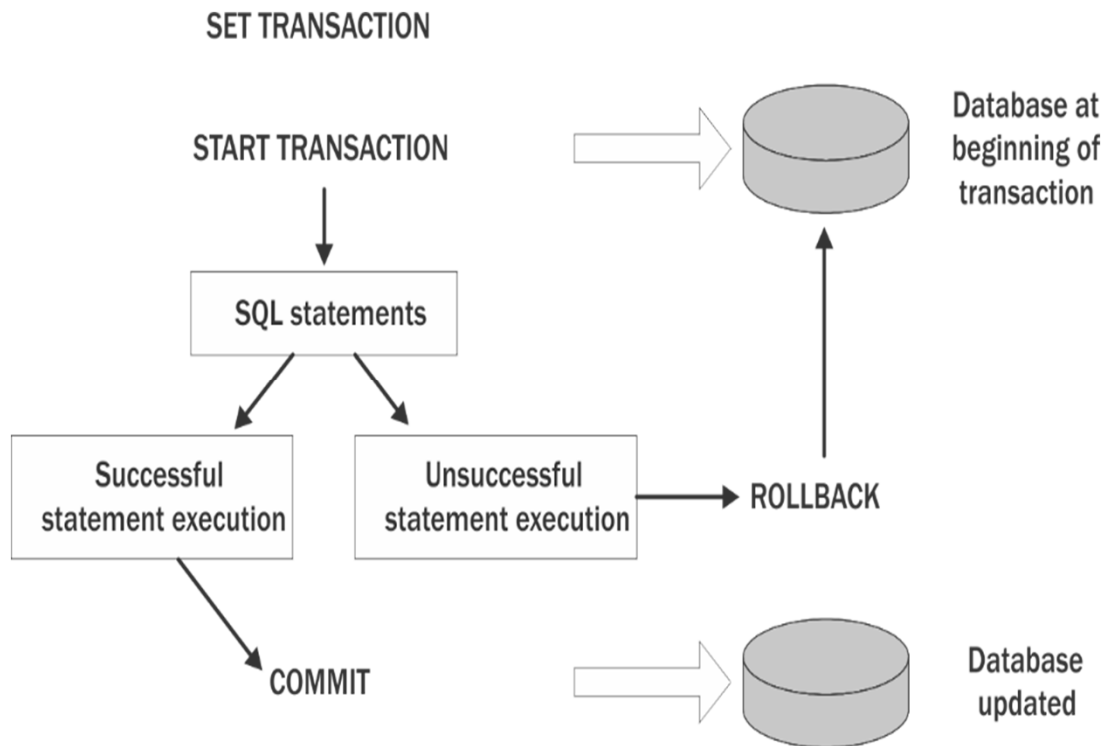 SET TRANSACTION
START TRANSACTION
Database at
beginning of
transaction
SQL statements
Successful
statement execution
Unsuccessful
statement execution
ROLLBACK
COMMIT
Database
updated